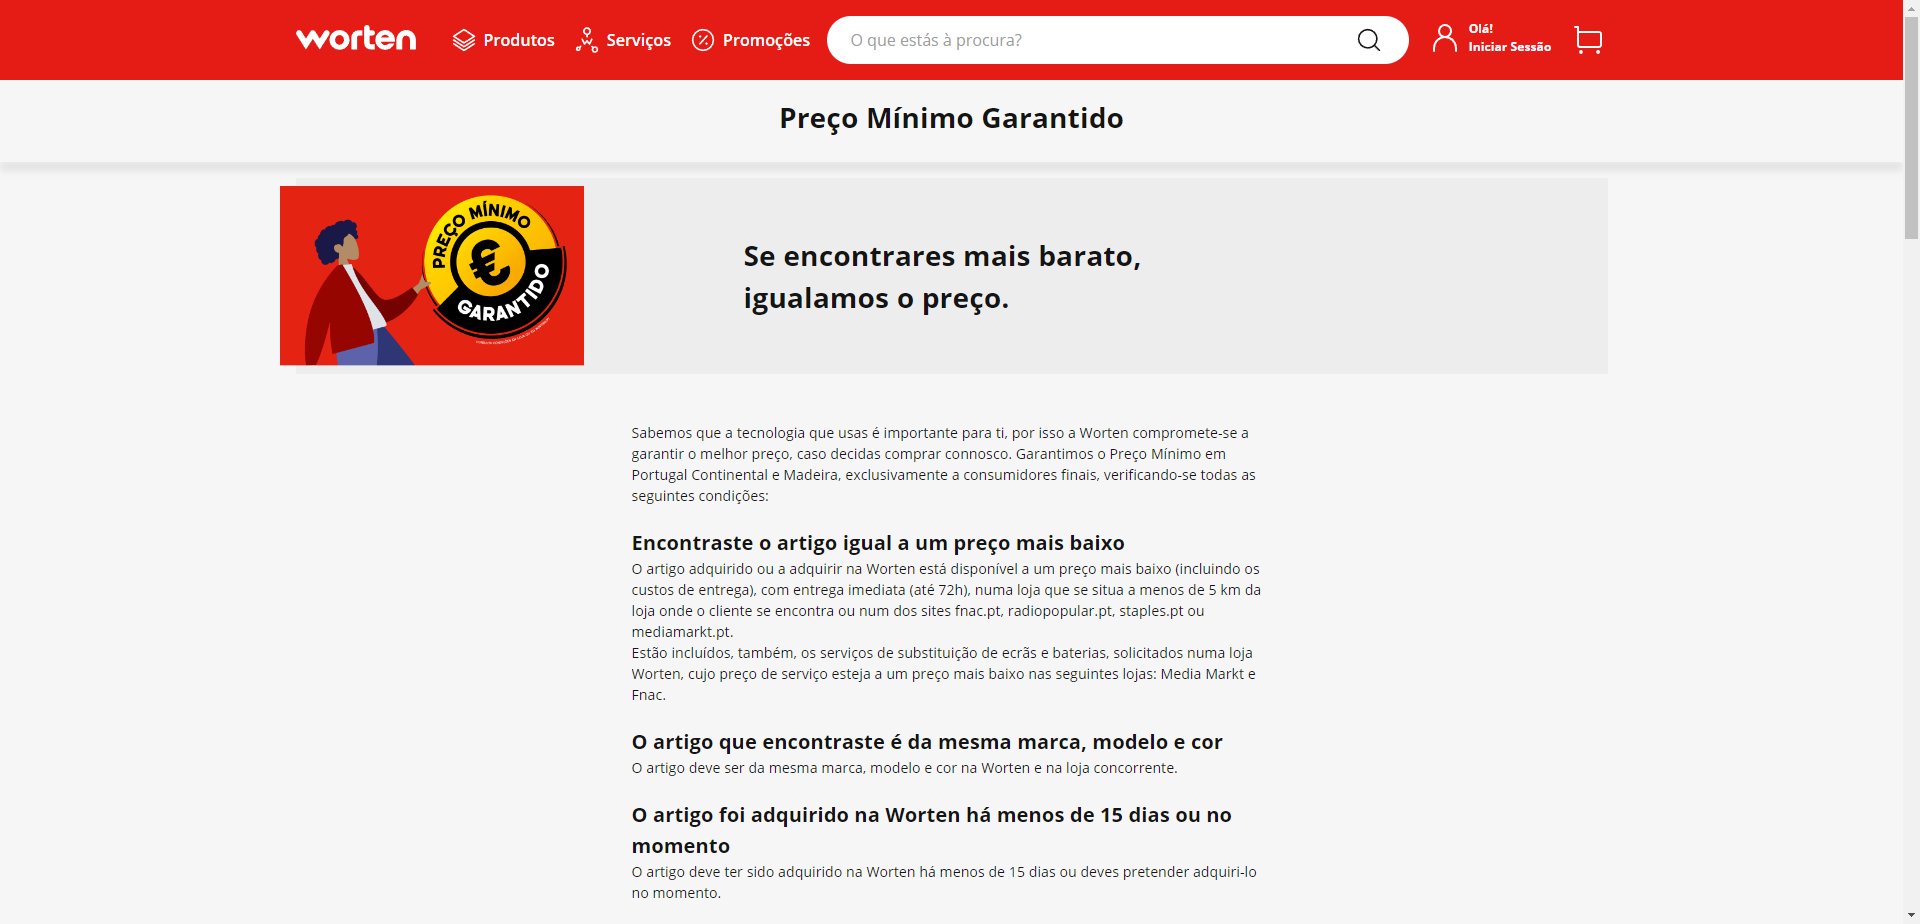 worten
Produtos
Serviços
Promoções
O que estás à procura?
Olá!
Iniciar Sessão
Preço Mínimo Garantido
PREÇO MÍNIMO
€
GARANTIDO
Se encontrares mais barato,
igualamos o preço.
Sabemos que a tecnologia que usas é importante para ti, por isso a Worten compromete-se a
garantir o melhor preço, caso decidas comprar connosco. Garantimos o Preço Mínimo em
Portugal Continental e Madeira, exclusivamente a consumidores finais, verificando-se todas as
seguintes condições:
Encontraste o artigo igual a um preço mais baixo
O artigo adquirido ou a adquirir na Worten está disponível a um preço mais baixo (incluindo os
custos de entrega), com entrega imediata (até 72h), numa loja que se situa a menos de 5 km da
loja onde o cliente se encontra ou num dos sites fnac.pt, radiopopular.pt, staples.pt ou
mediamarkt.pt.
Estão incluídos, também, os serviços de substituição de ecrãs e baterias, solicitados numa loja
Worten, cujo preço de serviço esteja a um preço mais baixo nas seguintes lojas: Media Markt e
Fnac.
O artigo que encontraste é da mesma marca, modelo e cor
O artigo deve ser da mesma marca, modelo e cor na Worten e na loja concorrente.
O artigo foi adquirido na Worten há menos de 15 dias ou no
momento
O artigo deve ter sido adquirido na Worten há menos de 15 dias ou deves pretender adquiri-lo
no momento.